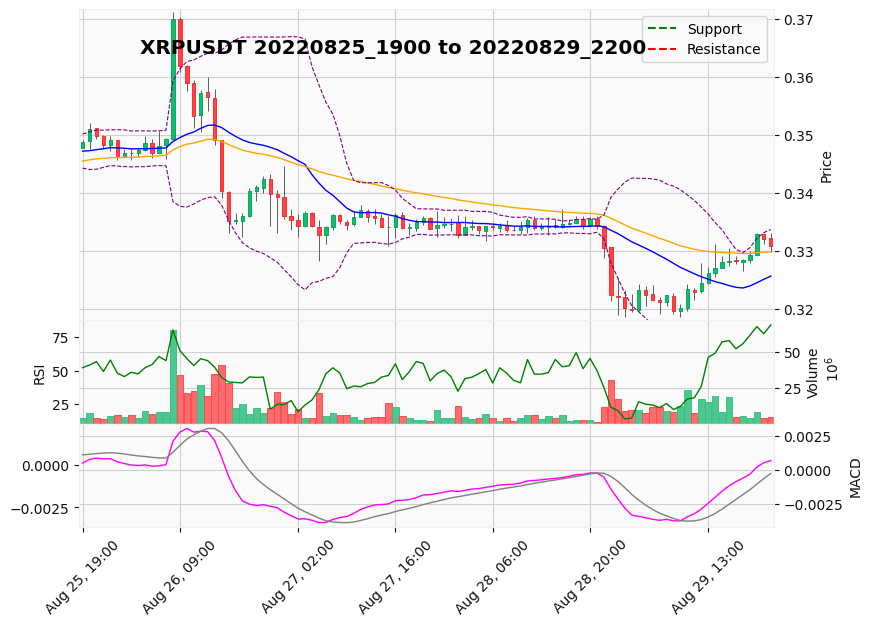 XRPUSDT 20220825_1900 to 20220829_2200
Support
Resistance
0.37
0.36
0.35
0.34
0.33
0.32
Price
75
50
25
RSI
50
25
Volume
10^6
0.0000
−0.0025
0.0025
0.0000
−0.0025
MACD
Aug 25, 19:00
Aug 26, 09:00
Aug 27, 02:00
Aug 27, 16:00
Aug 28, 06:00
Aug 28, 20:00
Aug 29, 13:00